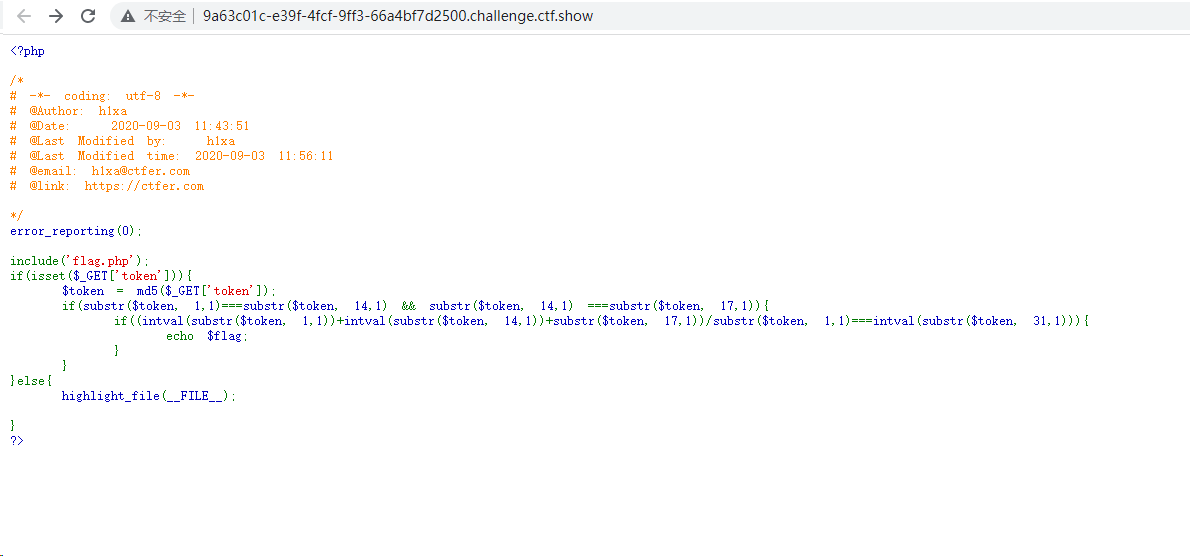 不安全 | 9a63c01c-e39f-4fcf-9ff3-66a4bf7d2500.challenge.ctf.show
<?php
/*
# -*- coding: utf-8 -*-
# @Author: h1xa
# @Date:   2020-09-03 11:43:51
# @Last Modified by:   h1xa
# @Last Modified time: 2020-09-03 11:56:11
# @email: h1xa@ctfer.com
# @link: https://ctfer.com
*/
error_reporting(0);
include('flag.php');
if(isset($_GET['token'])){
$token = md5($_GET['token']);
if(substr($token, 1,1)===substr($token, 14,1) && substr($token, 14,1) ===substr($token, 17,1)){
if((intval(substr($token, 1,1))+intval(substr($token, 14,1))+substr($token, 17,1))/substr($token, 1,1)===intval(substr($token, 31,1))){
echo $flag;
}
}
}else{
highlight_file(__FILE__);
}
?>